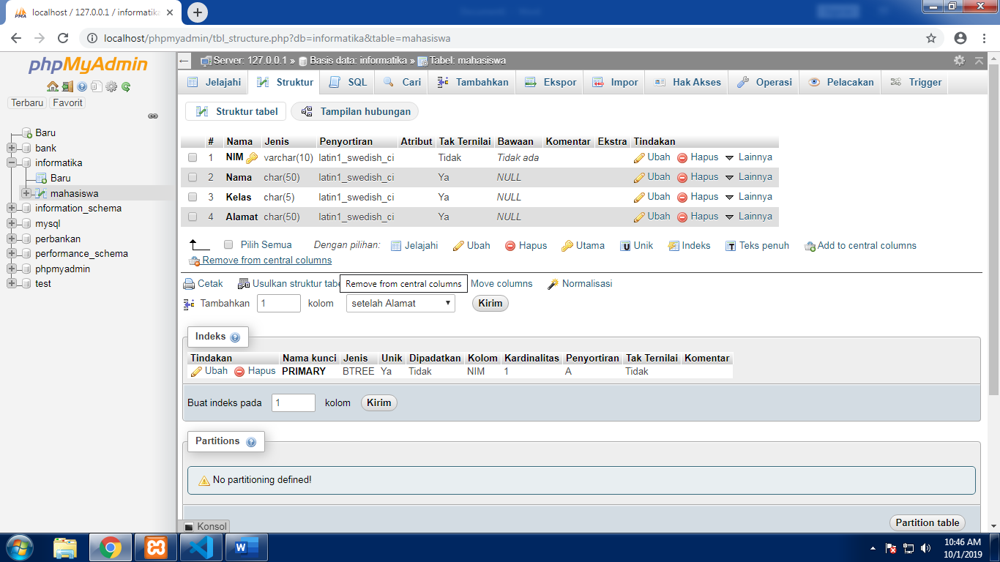 localhost / 127.0.0.1 / informatika
localhost/phpmyadmin/tbl_structure.php?db=informatika&table=mahasiswa
phpMyAdmin
Terbaru Favorit
Baru
bank
informatika
Baru
mahasiswa
information_schema
mysql
perbankan
performance_schema
phpmyadmin
test
Server: 127.0.0.1 » Basis data: informatika » Tabel: mahasiswa
Jelajahi Struktur SQL Cari Tambahkan Ekspor Impor Hak Akses Operasi Pelacakan Trigger
Struktur tabel Tampilan hubungan
# Nama Jenis Penyortiran Atribut Tak Ternilai Bawaan Komentar Ekstra Tindakan
1 NIM varchar(10) latin1_swedish_ci Tidak Tidak ada Ubah Hapus Lainnya
2 Nama char(50) latin1_swedish_ci Ya NULL Ubah Hapus Lainnya
3 Kelas char(5) latin1_swedish_ci Ya NULL Ubah Hapus Lainnya
4 Alamat char(50) latin1_swedish_ci Ya NULL Ubah Hapus Lainnya
Pilih Semua Dengan pilihan: Jelajahi Ubah Hapus Utama Unik Indeks Teks penuh Add to central columns
Remove from central columns
Cetak Usulkan struktur tabe Remove from central columns Move columns Normalisasi
Tambahkan 1 kolom setelah Alamat Kirim
Indeks
Tindakan Nama kunci Jenis Unik Dipadatkan Kolom Kardinalitas Penyortiran Tak Ternilai Komentar
Ubah Hapus PRIMARY BTREE Ya Tidak NIM 1 A Tidak
Buat indeks pada 1 kolom Kirim
Partitions
No partitioning defined!
Partition table
Konsol
10:46 AM
10/1/2019